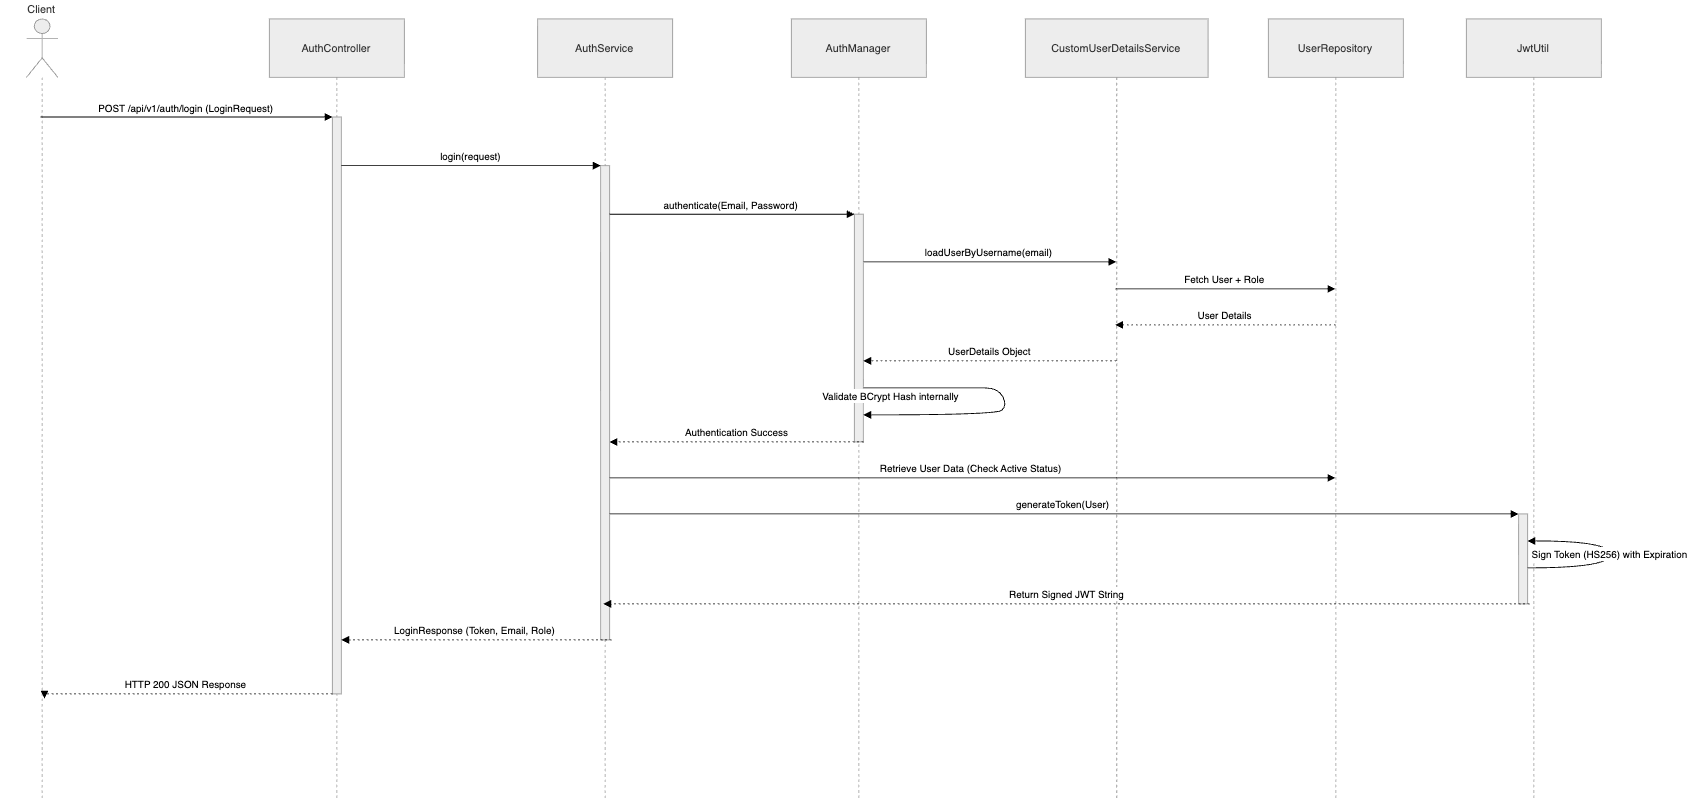 Client
AuthController
AuthService
AuthManager
CustomUserDetailsService
UserRepository
JwtUtil
POST /api/v1/auth/login (LoginRequest)
login(request)
authenticate(Email, Password)
loadUserByUsername(email)
Fetch User + Role
User Details
UserDetails Object
Validate BCrypt Hash internally
Authentication Success
Retrieve User Data (Check Active Status)
generateToken(User)
Sign Token (HS256) with Expiration
Return Signed JWT String
LoginResponse (Token, Email, Role)
HTTP 200 JSON Response